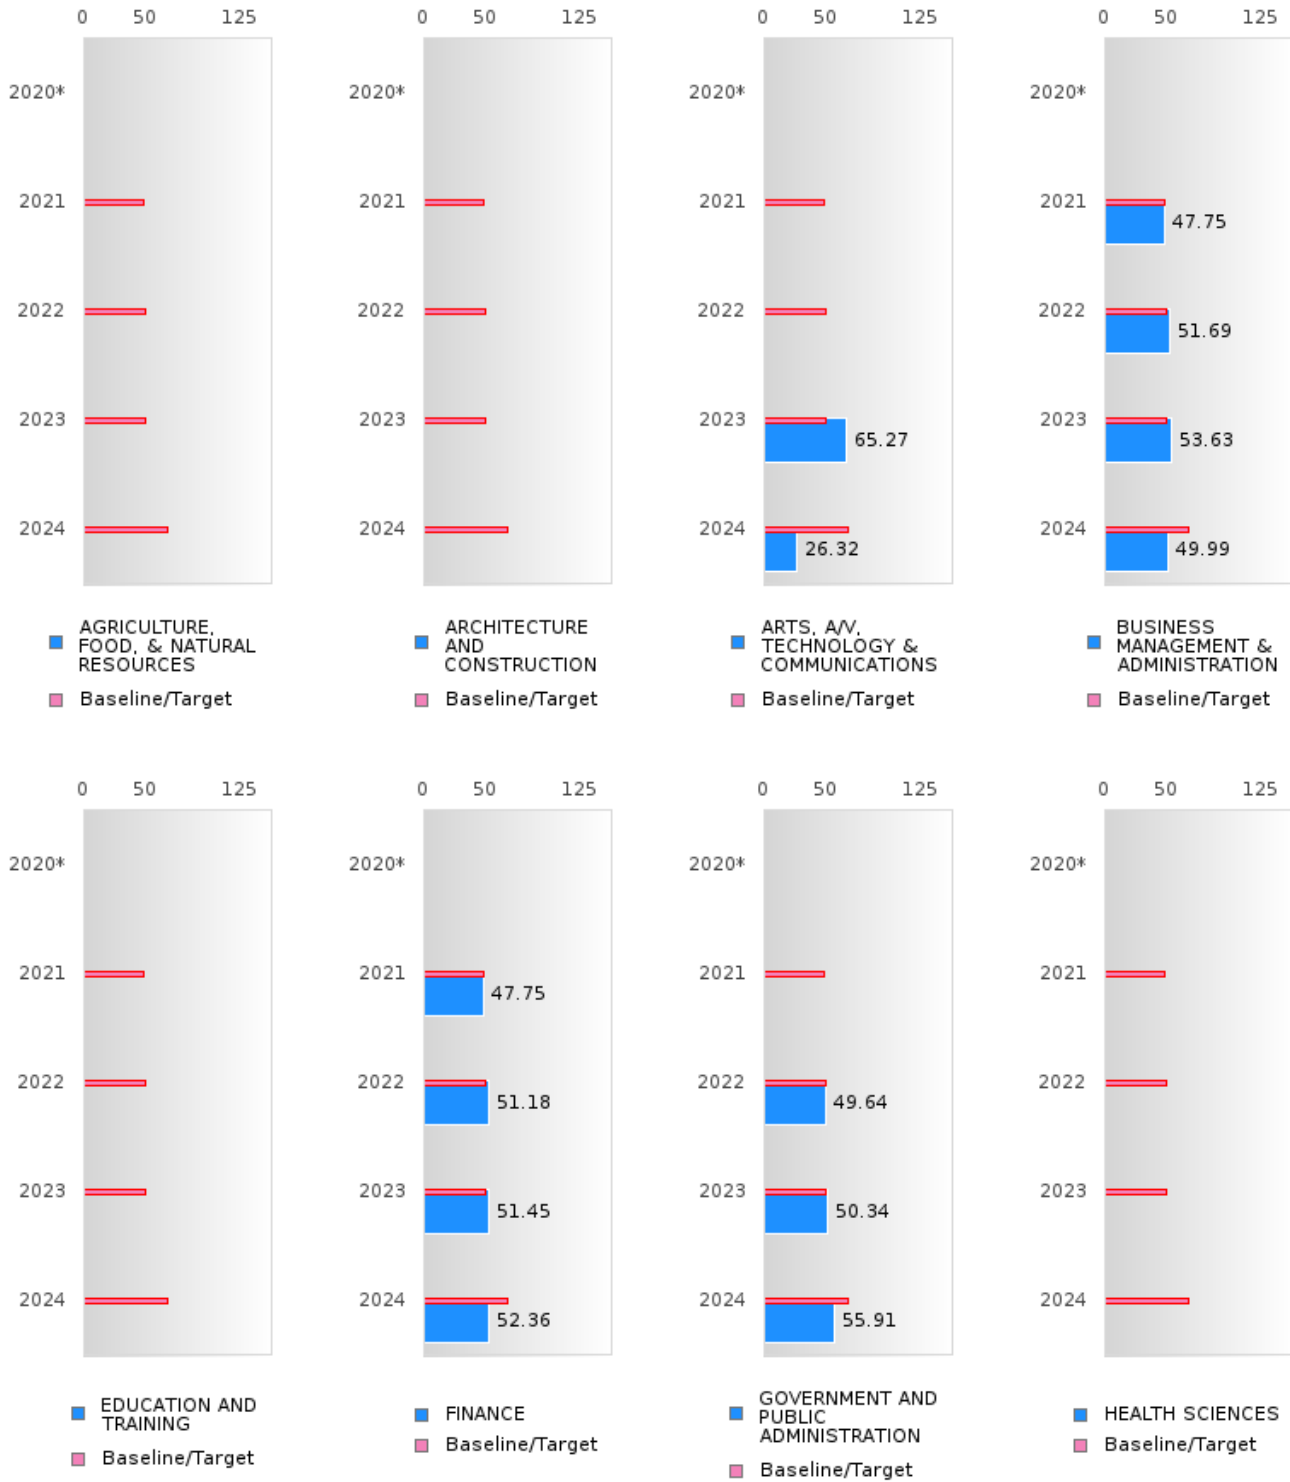 0 50 125
2020*
2021
2022
2023
2024
AGRICULTURE,
FOOD, & NATURAL
RESOURCES
Baseline/Target
0 50 125
2020*
2021
2022
2023
2024
ARCHITECTURE
AND
CONSTRUCTION
Baseline/Target
0 50 125
2020*
2021
2022
2023
65.27
2024
26.32
ARTS, A/V,
TECHNOLOGY &
COMMUNICATIONS
Baseline/Target
0 50 125
2020*
2021
47.75
2022
51.69
2023
53.63
2024
49.99
BUSINESS
MANAGEMENT &
ADMINISTRATION
Baseline/Target
0 50 125
2020*
2021
2022
2023
2024
EDUCATION AND
TRAINING
Baseline/Target
0 50 125
2020*
2021
47.75
2022
51.18
2023
51.45
2024
52.36
FINANCE
Baseline/Target
0 50 125
2020*
2021
2022
49.64
2023
50.34
2024
55.91
GOVERNMENT AND
PUBLIC
ADMINISTRATION
Baseline/Target
0 50 125
2020*
2021
2022
2023
2024
HEALTH SCIENCES
Baseline/Target